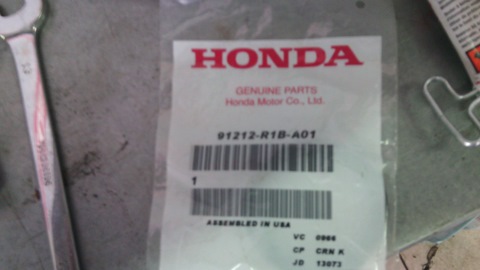 HONDA
GENUINE PARTS
Honda Motor Co., Ltd.
91212-R1B-A01
1
ASSEMBLED IN USA
VC 0986
CP CRN K
JD 13073